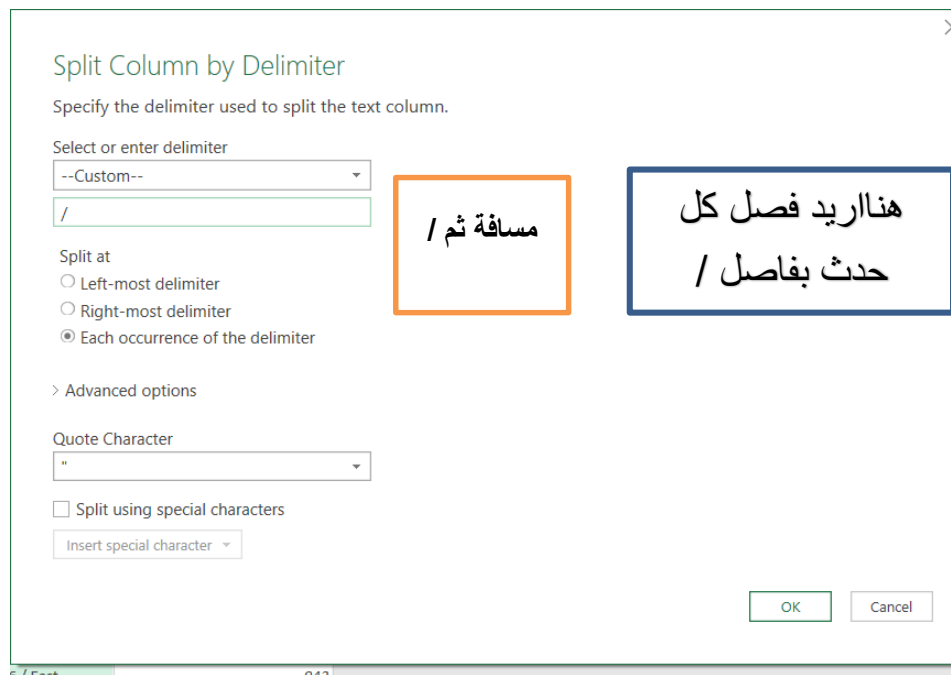 Split Column by Delimiter
Specify the delimiter used to split the text column.
Select or enter delimiter
--Custom--
/
Split at
Left-most delimiter
Right-most delimiter
Each occurrence of the delimiter
Advanced options
Quote Character
"
Split using special characters
Insert special character
OK
Cancel
مسافة ثم /
هنااريد فصل كل
حدث بفاصل /